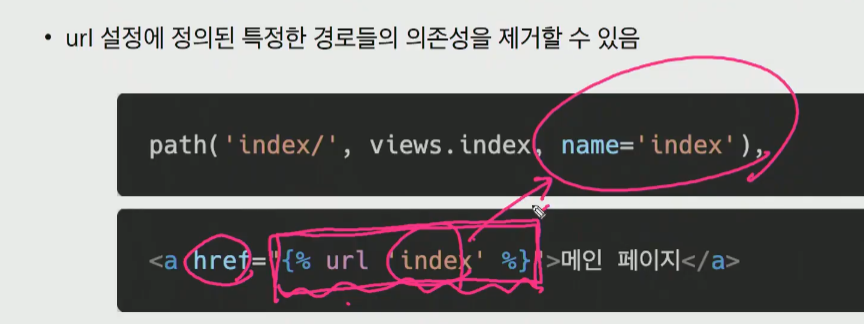 • url 설정에 정의된 특정한 경로들의 의존성을 제거할 수 있음
path('index/', views.index, name='index'),
<a href="{% url 'index' %}">메인 페이지</a>